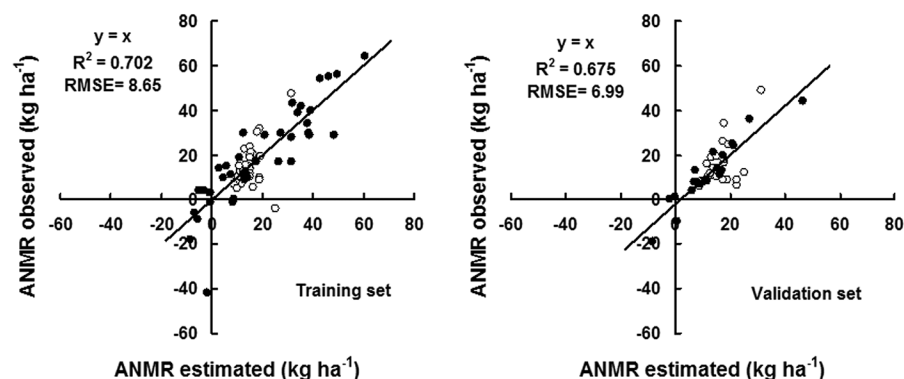 80
60
40
20
0
-20
-40
-60
-60
-40
-20
0
20
40
60
80
y = x
R² = 0.702
RMSE= 8.65
Training set
ANMR observed (kg ha⁻¹)
ANMR estimated (kg ha⁻¹)
80
60
40
20
0
-20
-40
-60
-60
-40
-20
0
20
40
60
80
y = x
R² = 0.675
RMSE= 6.99
Validation set
ANMR observed (kg ha⁻¹)
ANMR estimated (kg ha⁻¹)